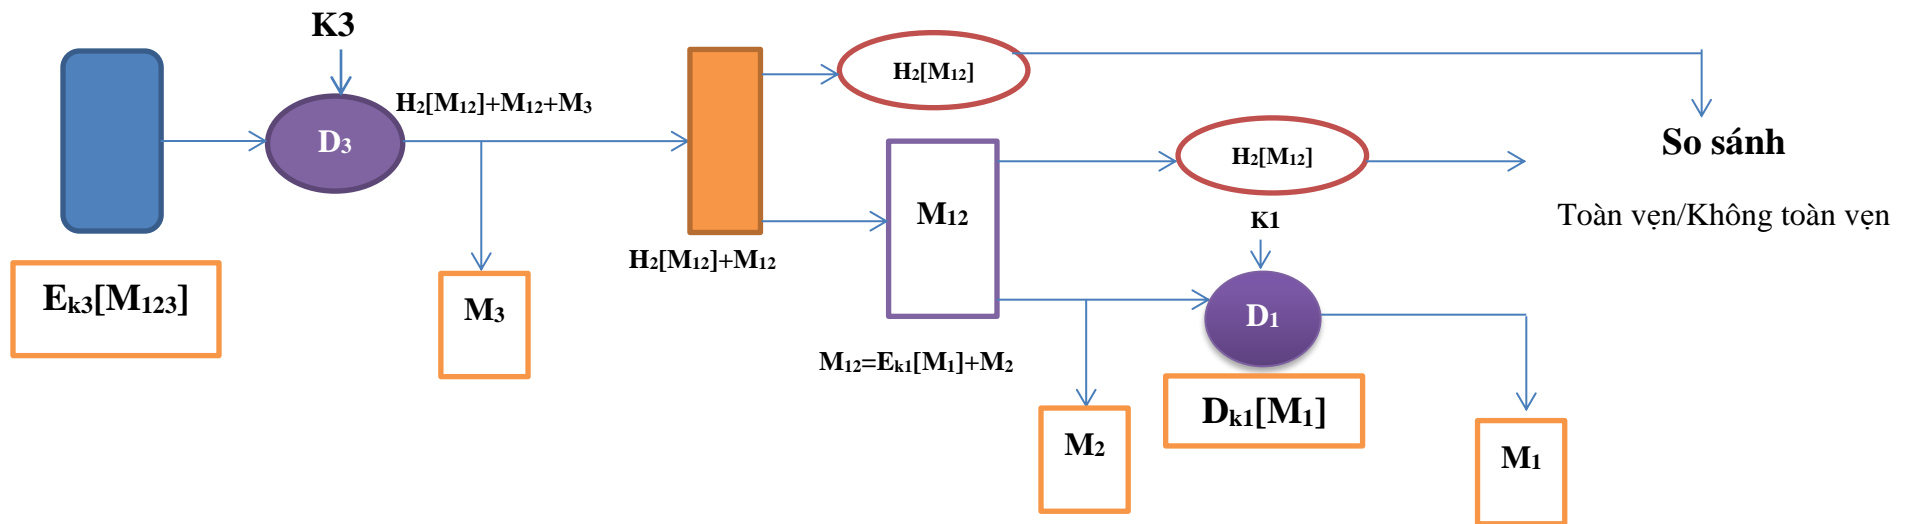 K3
H₂[M₁₂]
H₂[M₁₂]+M₁₂+M₃
D₃
So sánh
H₂[M₁₂]
M₁₂
K1
Toàn vẹn/Không toàn vẹn
H₂[M₁₂]+M₁₂
Eₖ₃[M₁₂₃]
M₃
D₁
M₁₂=Eₖ₁[M₁]+M₂
Dₖ₁[M₁]
M₂
M₁